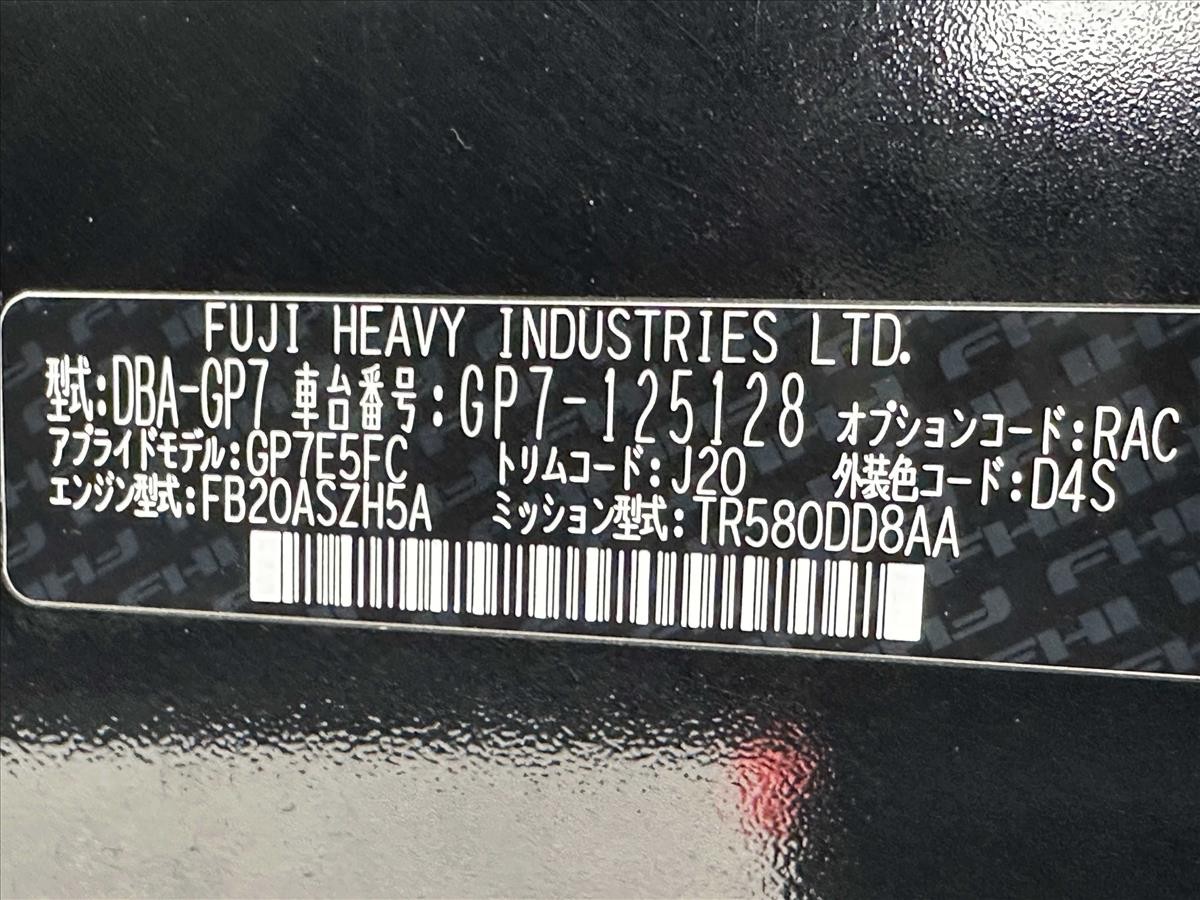 FUJI HEAVY INDUSTRIES LTD.
型式:DBA-GP7 車台番号:GP7-125128 オプションコード:RAC
アプライドモデル:GP7E5FC トリムコード:J20 外装色コード:D4S
エンジン型式:FB20ASZH5A ミッション型式:TR580DD8AA